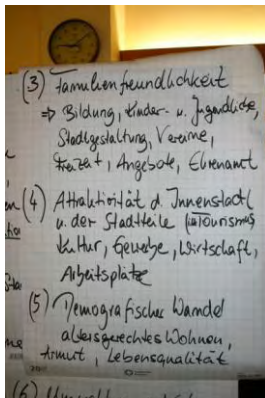 (3) Familienfreundlichkeit
⇒ Bildung, Kinder- u. Jugendliche,
Stadtgestaltung, Vereine,
Freizeit, Angebote, Ehrenamt
(4) Attraktivität d. Innenstadt
u. der Stadtteile Tourismus
Kultur, Gewerbe, Wirtschaft,
Arbeitsplätze
(5) Demografischer Wandel
altersgerechtes Wohnen,
Armut, Lebensqualität
(6)